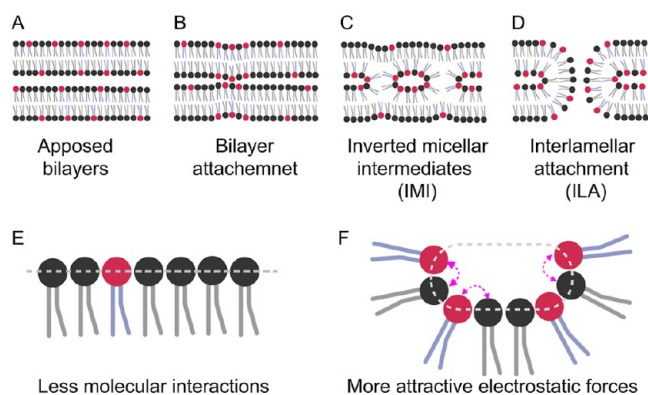 A
B
C
D
Apposed
bilayers
Bilayer
attachemnet
Inverted micellar
intermediates
(IMI)
Interlamellar
attachment
(ILA)
E
F
Less molecular interactions
More attractive electrostatic forces